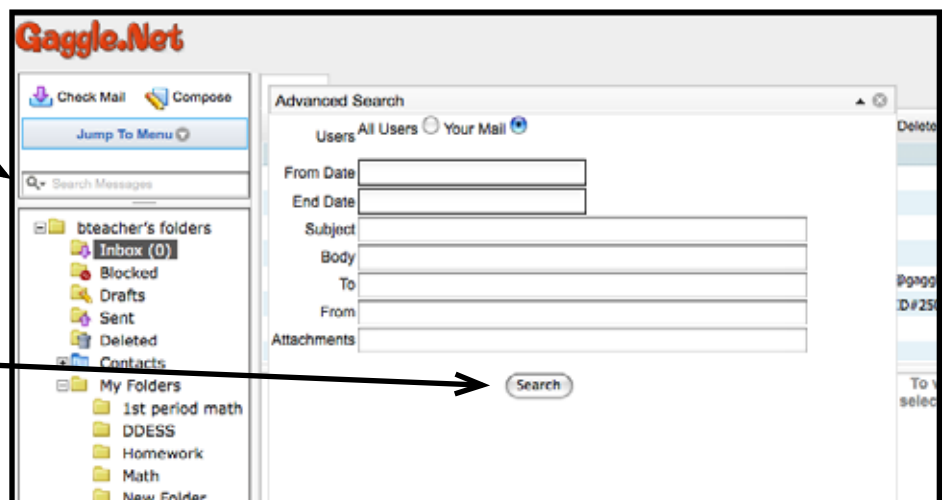 Gaggle.Net
Check Mail Compose
Jump To Menu
Search Messages
bteacher's folders
Inbox (0)
Blocked
Drafts
Sent
Deleted
Contacts
My Folders
1st period math
DDESS
Homework
Math
New Folder
Advanced Search
Users All Users Your Mail
From Date
End Date
Subject
Body
To
From
Attachments
Search
Delete
To